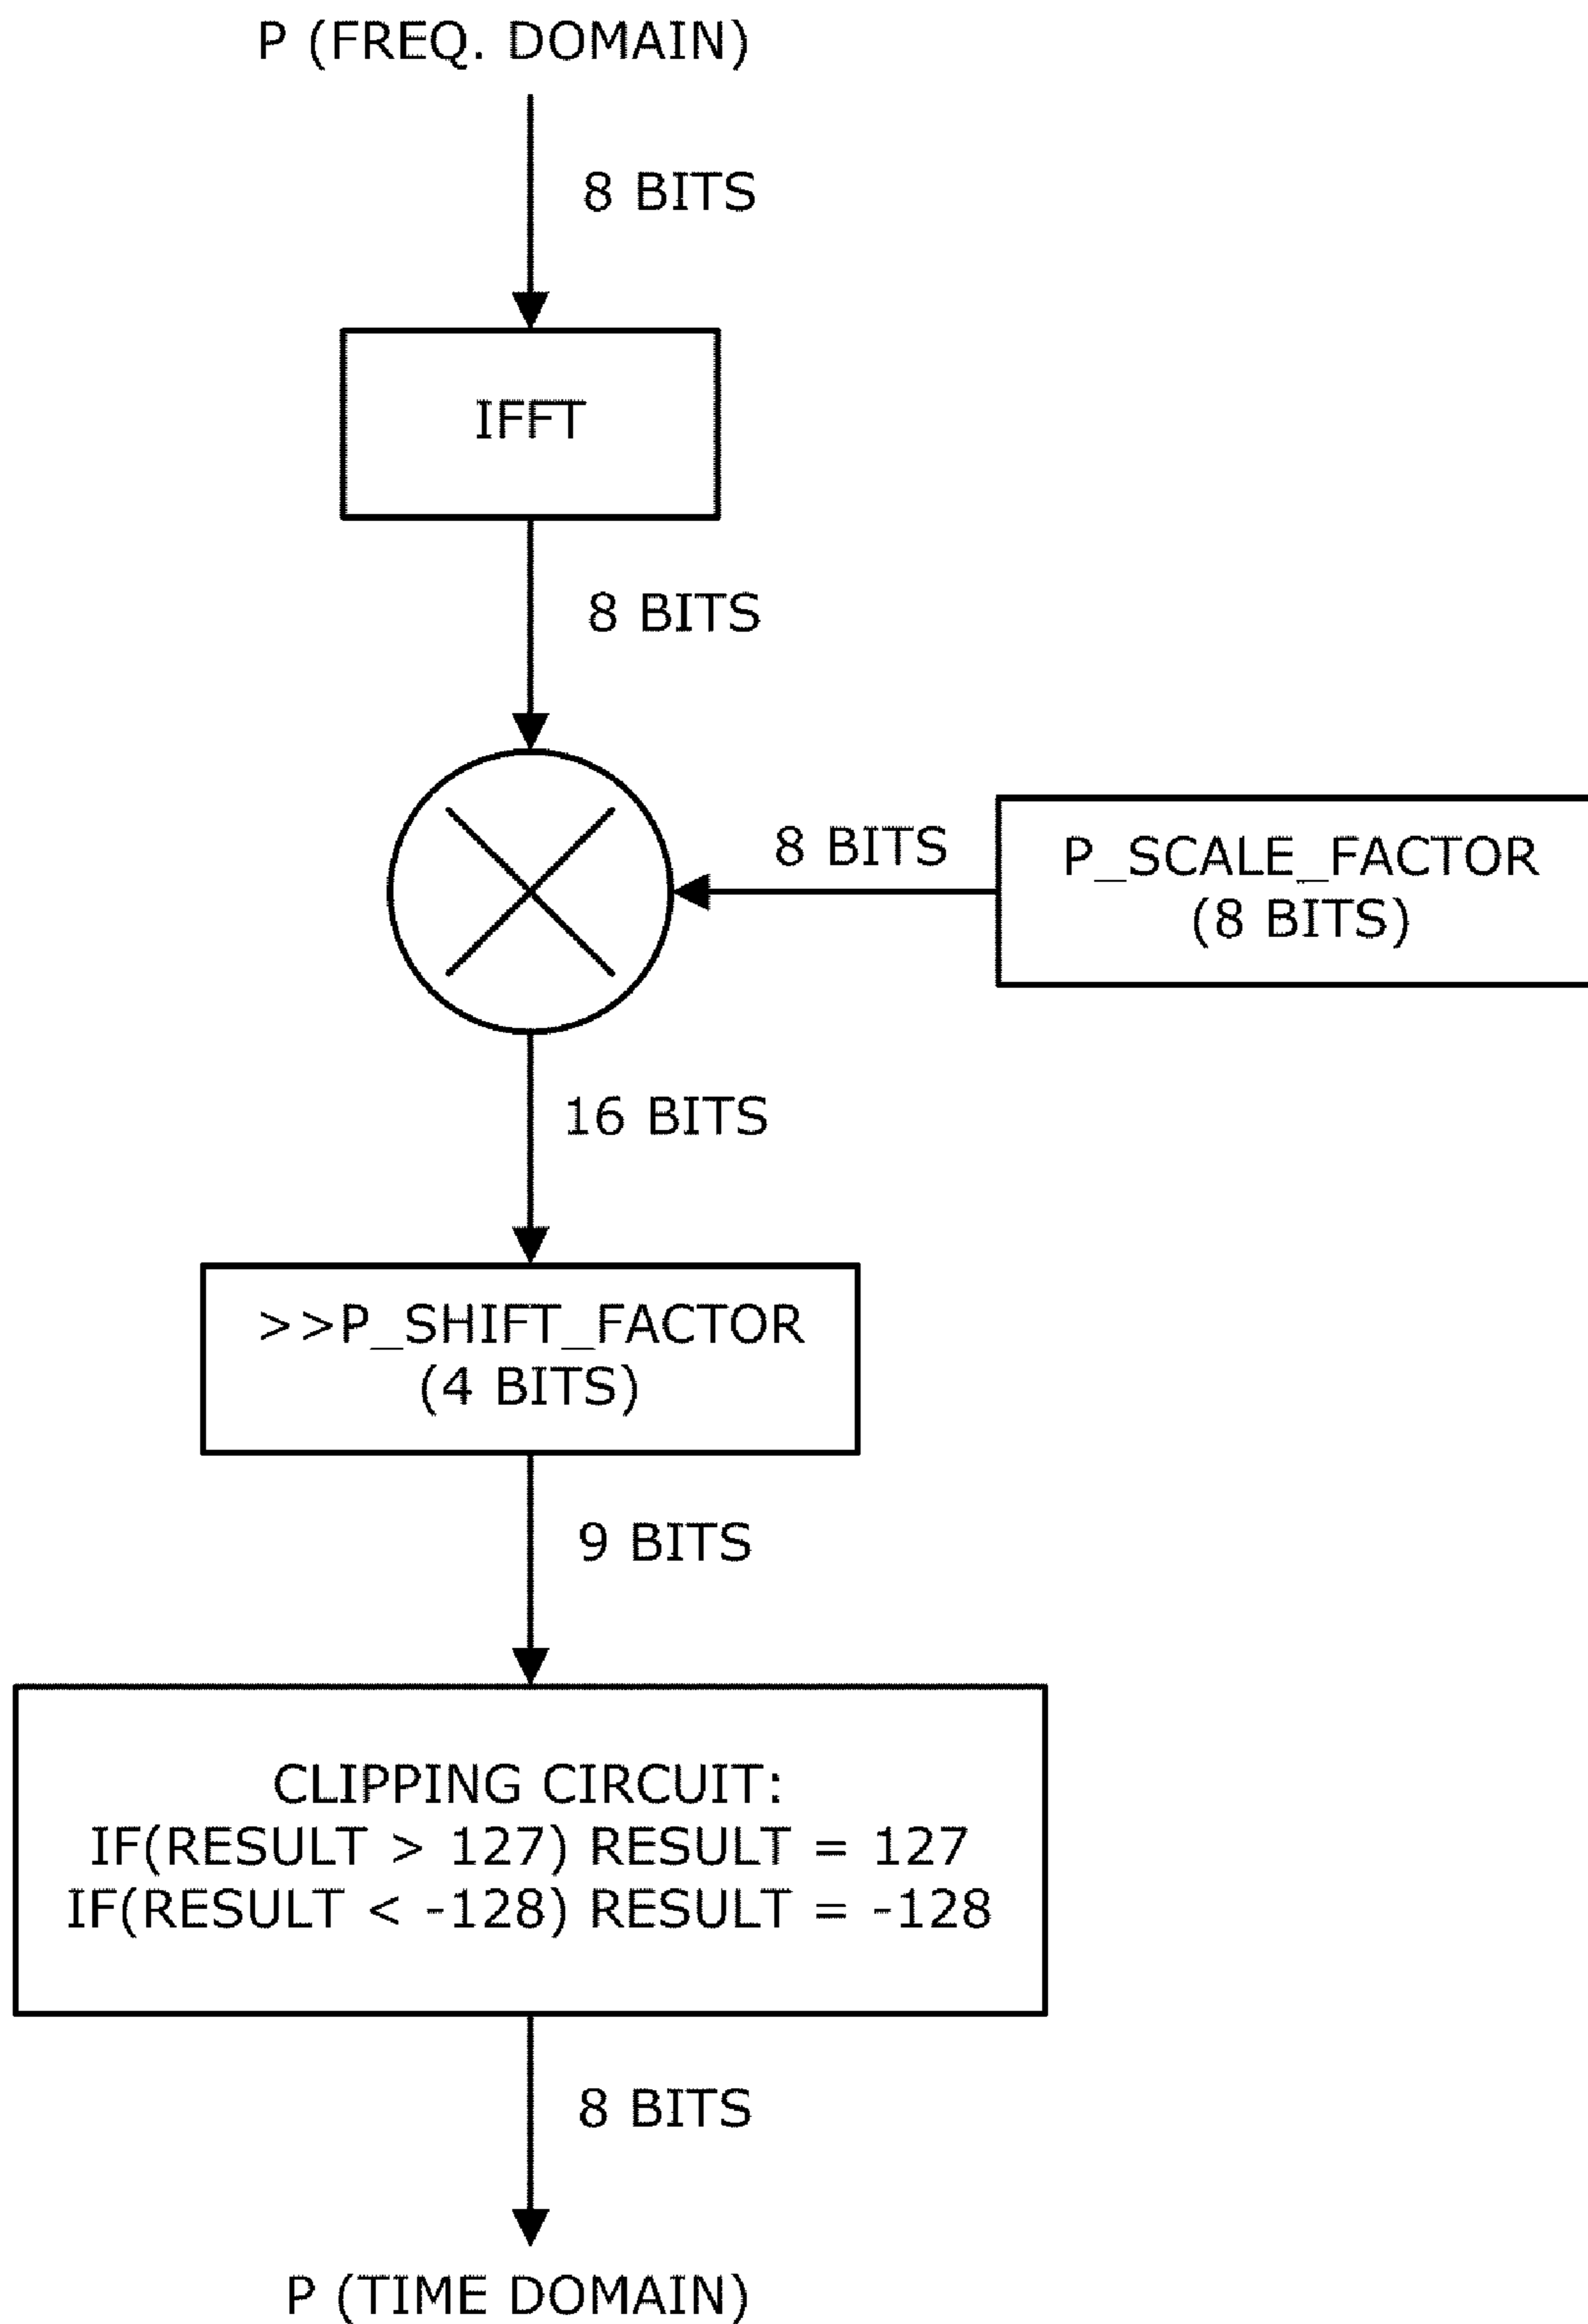 P (FREQ. DOMAIN)
8 BITS
IFFT
8 BITS
8 BITS
P_SCALE_FACTOR
(8 BITS)
16 BITS
>>P_SHIFT_FACTOR
(4 BITS)
9 BITS
CLIPPING CIRCUIT:
IF(RESULT > 127) RESULT = 127
IF(RESULT < -128) RESULT = -128
8 BITS
P (TIME DOMAIN)